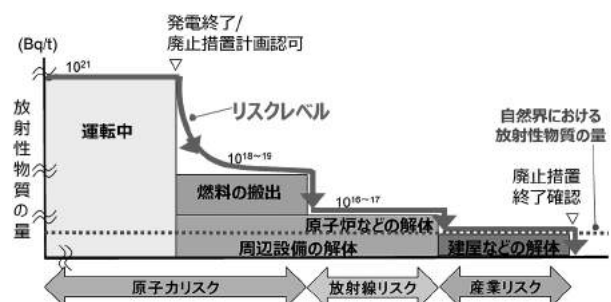 発電終了/
廃止措置計画認可
▽
(Bq/t)
10²¹
放射性物質の量
運転中
リスクレベル
自然界における
放射性物質の量
10¹⁸~¹⁹
廃止措置
終了確認
▽
燃料の搬出
10¹⁶~¹⁷
原子炉などの解体
周辺設備の解体
建屋などの解体
原子力リスク
放射線リスク
産業リスク